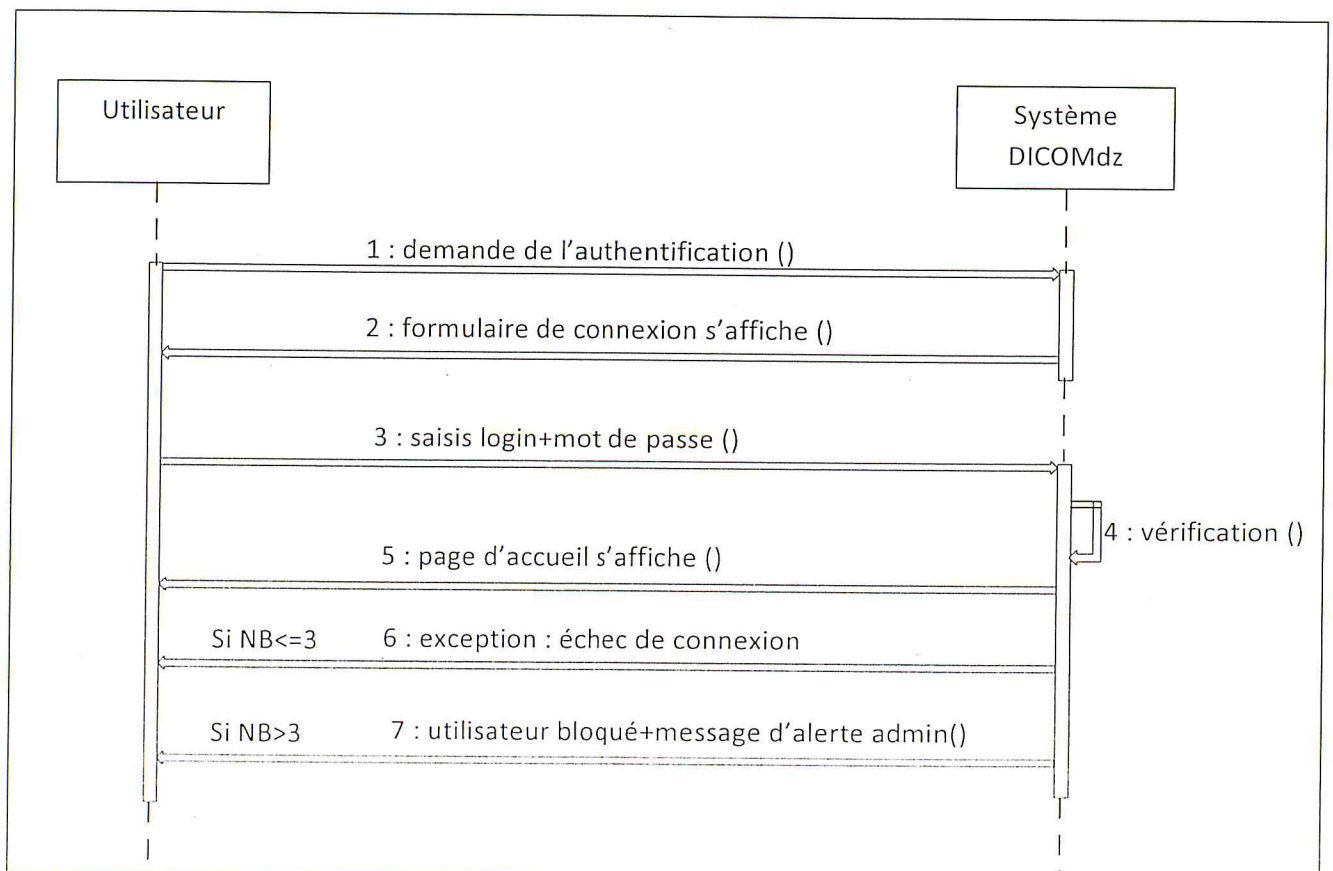 Utilisateur
Système
DICOMdz
1 : demande de l'authentification ()
2 : formulaire de connexion s'affiche ()
3 : saisis login+mot de passe ()
4 : vérification ()
5 : page d'accueil s'affiche ()
Si NB<=3 6 : exception : échec de connexion
Si NB>3 7 : utilisateur bloqué+message d'alerte admin()